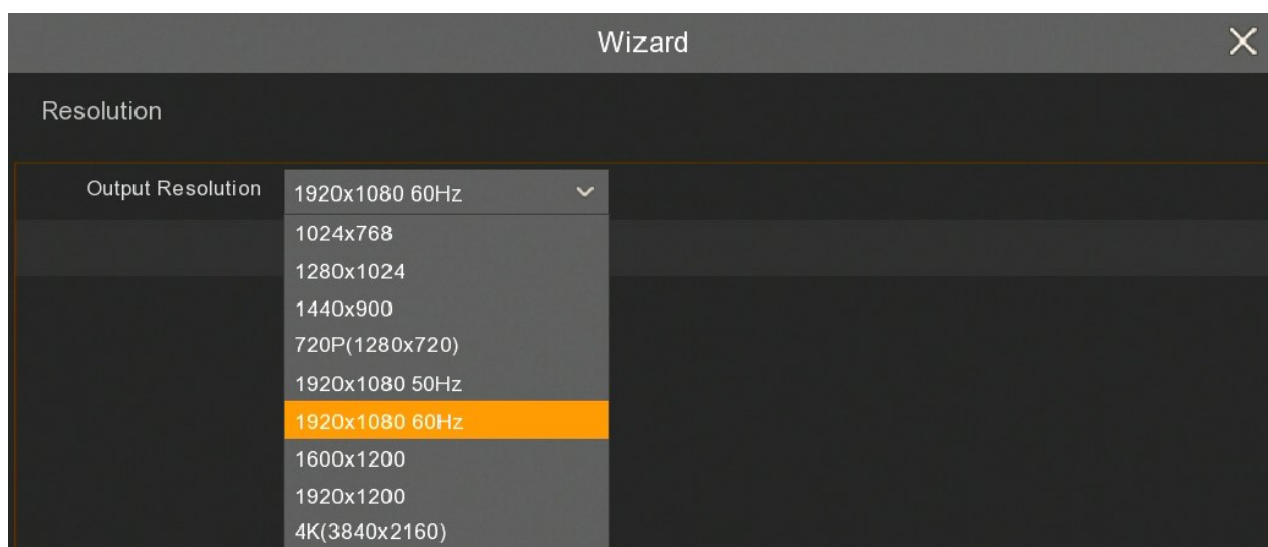 Wizard
Resolution
Output Resolution 1920x1080 60Hz
1024x768
1280x1024
1440x900
720P(1280x720)
1920x1080 50Hz
1920x1080 60Hz
1600x1200
1920x1200
4K(3840x2160)